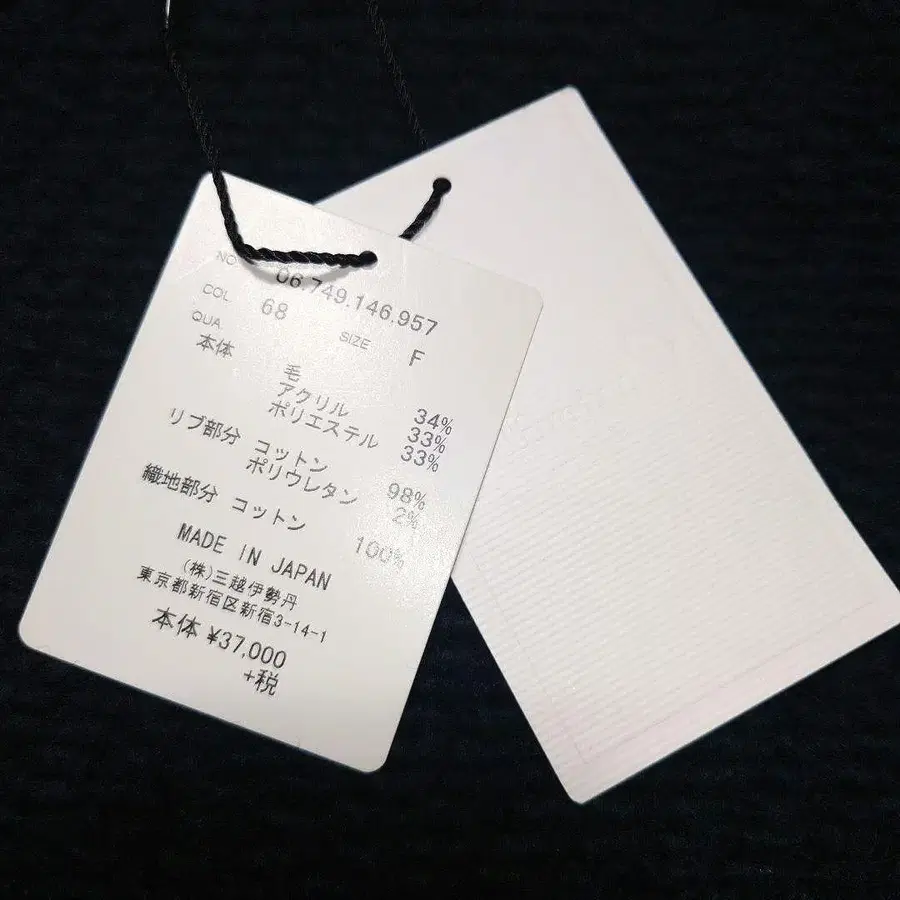 NO 06.749.146.957
COL 68 SIZE F
QUA
本体 毛 34%
アクリル 33%
ポリエステル 33%
リブ部分 コットン 98%
ポリウレタン 2%
織地部分 コットン 100%
MADE IN JAPAN
(株)三越伊勢丹
東京都新宿区新宿3-14-1
本体 ¥37,000
+税